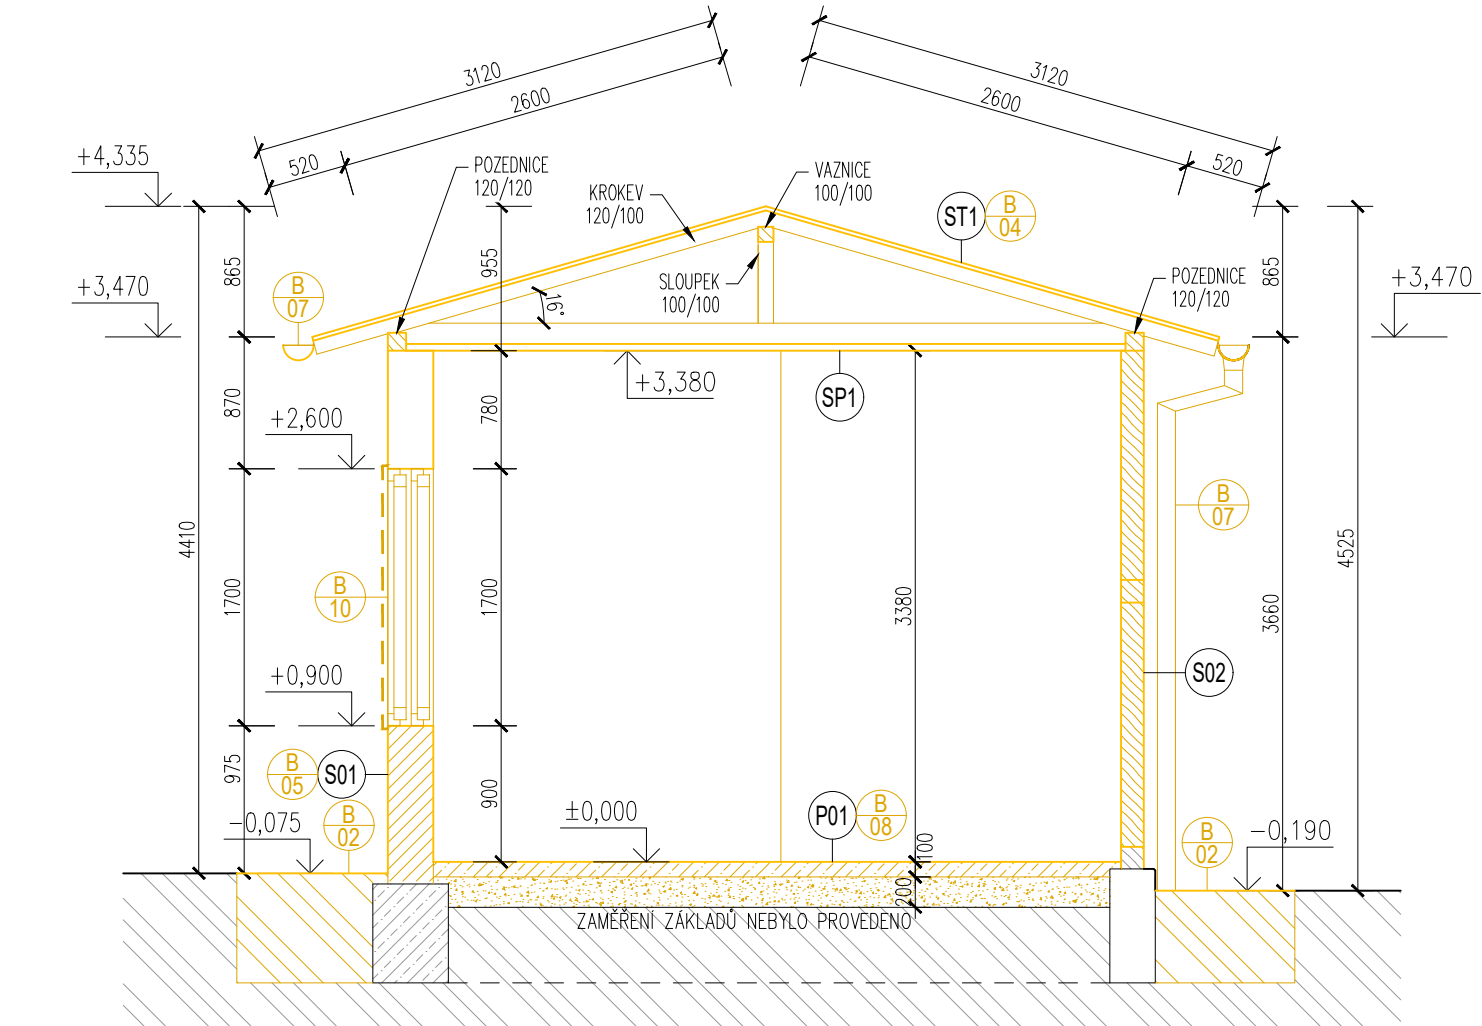 3120
3120
2600
2600
520
520
+4,335
POZEDNICE
120/120
KROKEV
120/100
VAZNICE
100/100
ST1
B
04
865
955
865
+3,470
B
07
16°
SLOUPEK
100/100
POZEDNICE
120/120
+3,470
+3,380
SP1
870
780
+2,600
B
07
4410
4525
B
10
1700
1700
3380
3660
+0,900
S02
975
B
05
S01
900
-0,075
B
02
±0,000
P01
B
08
100
B
02
-0,190
200
ZAMĚŘENÍ ZÁKLADŮ NEBYLO PROVEDENO